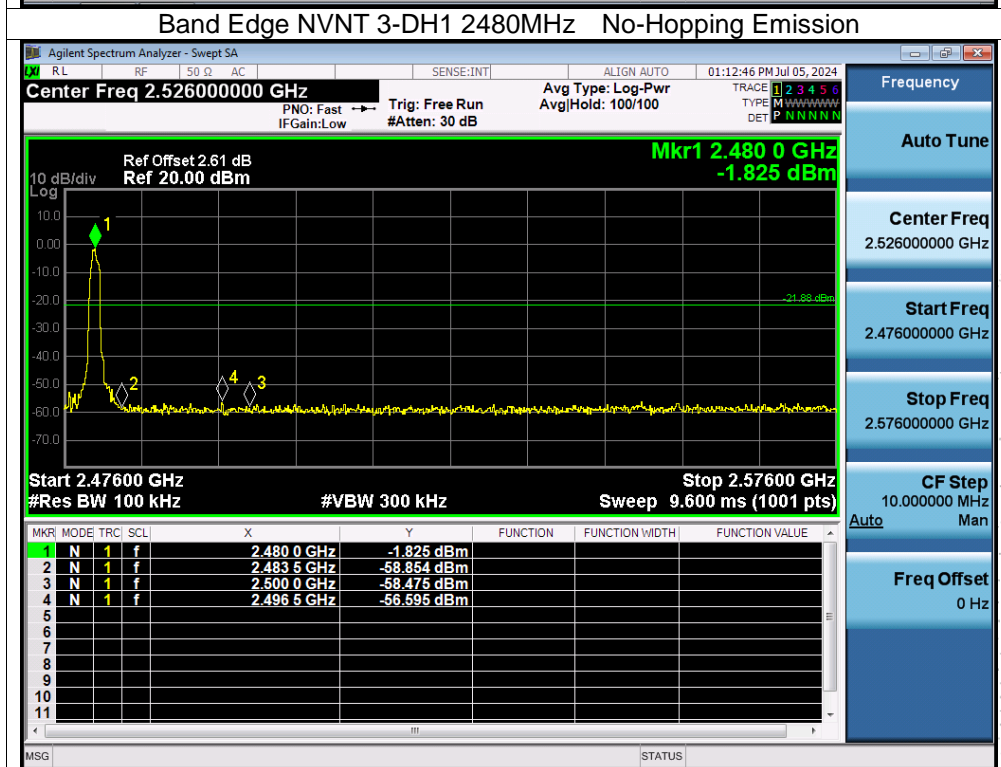 Band Edge NVNT 3-DH1 2480MHz No-Hopping Emission
Agilent Spectrum Analyzer - Swept SA
LXI RL RF 50 Ω AC SENSE:INT ALIGN AUTO 01:12:46 PM Jul 05, 2024
Center Freq 2.526000000 GHz
PNO: Fast
IFGain:Low
Trig: Free Run
#Atten: 30 dB
Avg Type: Log-Pwr
Avg|Hold: 100/100
TRACE 1 2 3 4 5 6
TYPE M WWWWW
DET P N N N N N
Ref Offset 2.61 dB
10 dB/div Ref 20.00 dBm
Log
Mkr1 2.480 0 GHz
-1.825 dBm
10.0
0.00
-10.0
-20.0
-30.0
-40.0
-50.0
-60.0
-70.0
1
2
4
3
-21.88 dBm
Start 2.47600 GHz Stop 2.57600 GHz
#Res BW 100 kHz #VBW 300 kHz Sweep 9.600 ms (1001 pts)
MKR MODE TRC SCL X Y FUNCTION FUNCTION WIDTH FUNCTION VALUE
1 N 1 f 2.480 0 GHz -1.825 dBm
2 N 1 f 2.483 5 GHz -58.854 dBm
3 N 1 f 2.500 0 GHz -58.475 dBm
4 N 1 f 2.496 5 GHz -56.595 dBm
5
6
7
8
9
10
11
MSG STATUS
Frequency
Auto Tune
Center Freq
2.526000000 GHz
Start Freq
2.476000000 GHz
Stop Freq
2.576000000 GHz
CF Step
10.000000 MHz
Auto Man
Freq Offset
0 Hz